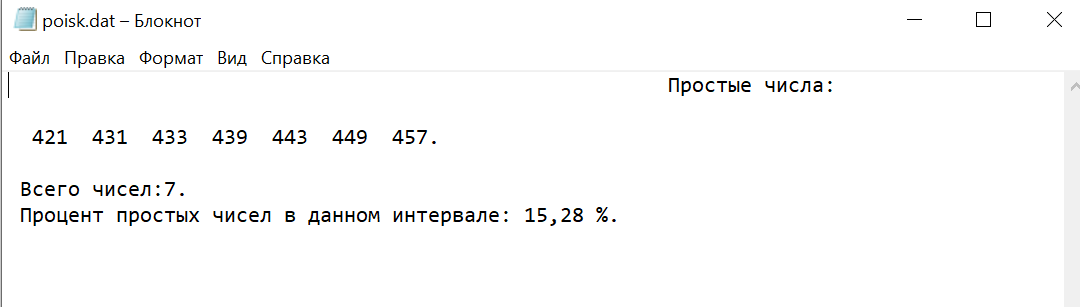 poisk.dat – Блокнот
Файл Правка Формат Вид Справка
Простые числа:
421 431 433 439 443 449 457.
Всего чисел:7.
Процент простых чисел в данном интервале: 15,28 %.